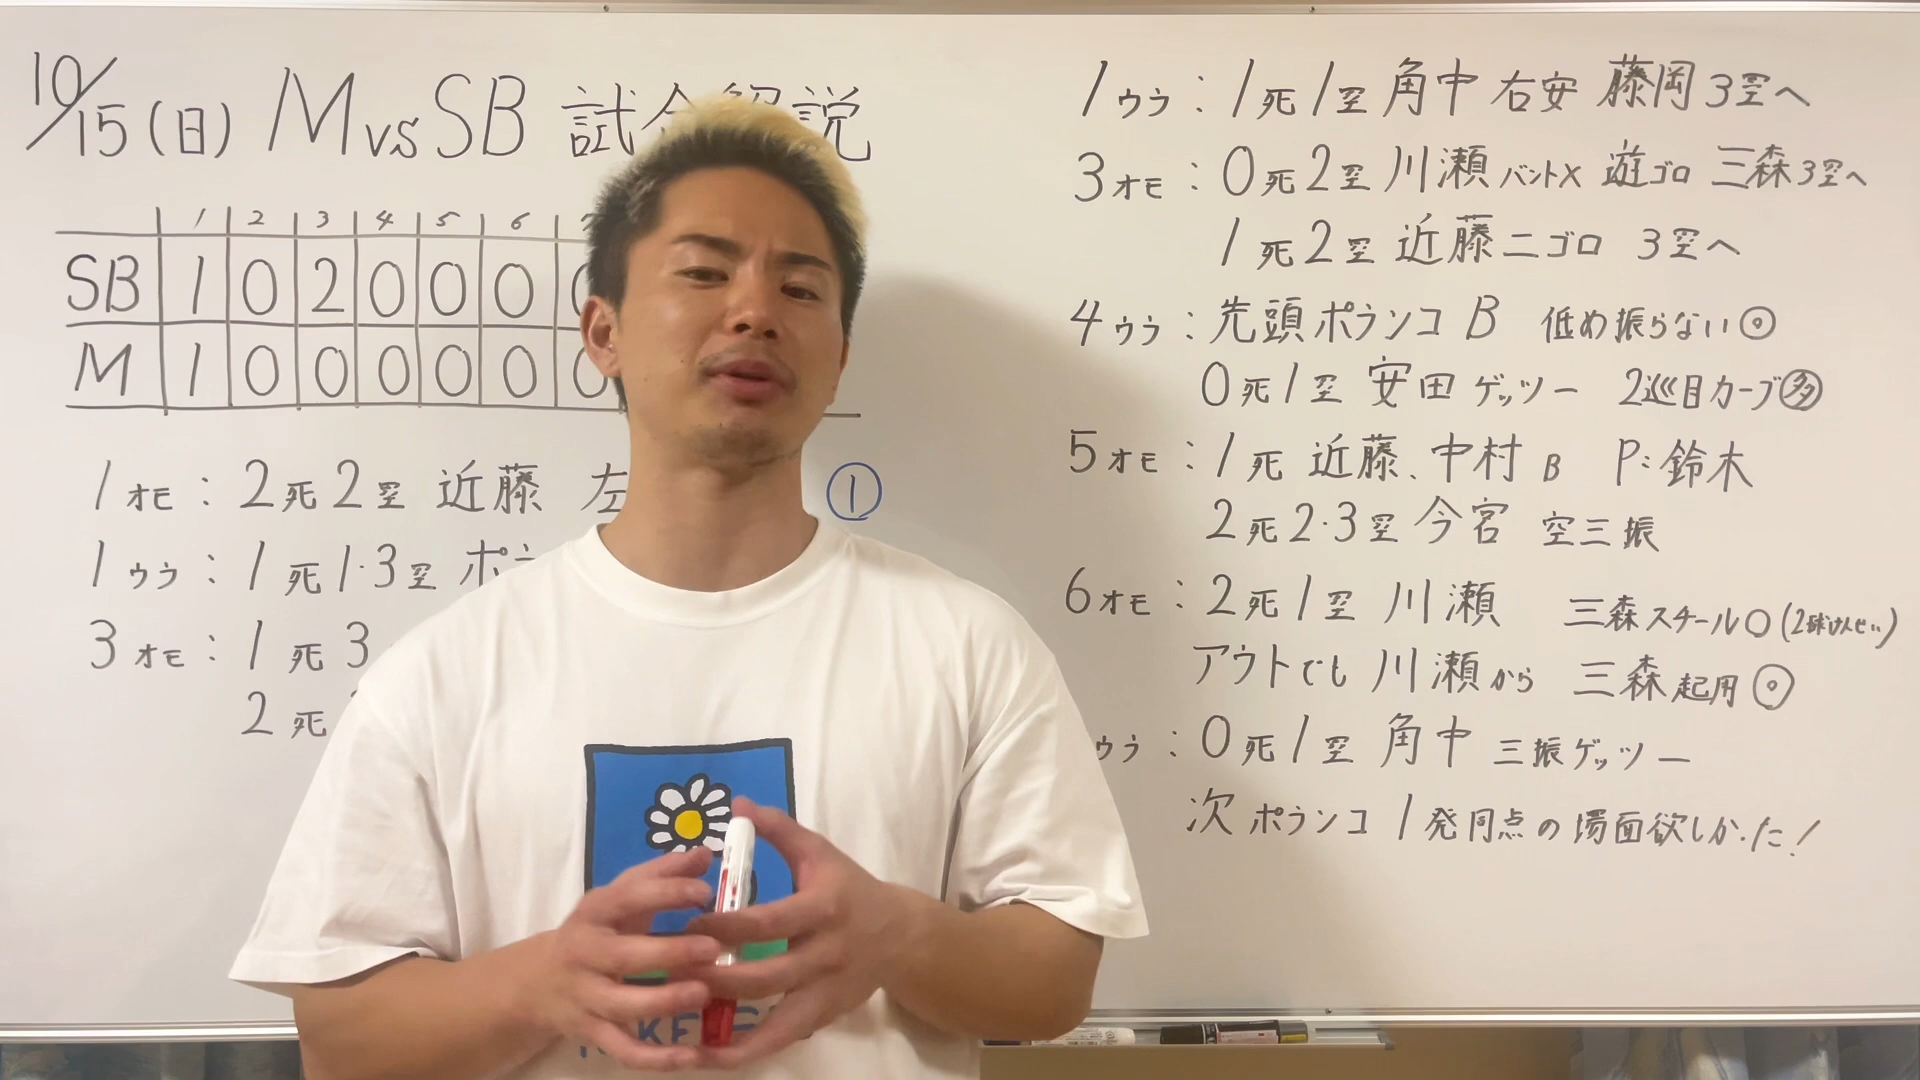 10/15(日) M vs SB 試合解説
1 2 3 4 5 6
SB 1 0 2 0 0 0
M 1 0 0 0 0 0
1オモ：2死2塁 近藤 左 ①
1ウラ：1死1·3塁 ポラ
3オモ：1死3
2死
1ウラ：1死1塁 角中 右安 藤岡3塁へ
3オモ：0死2塁 川瀬 バント× 遊ゴロ 三森3塁へ
1死2塁 近藤 二ゴロ 3塁へ
4ウラ：先頭ポランコ B 低め振らない◎
0死1塁 安田 ゲッツー 2巡目カーブ多
5オモ：1死 近藤、中村 B P：鈴木
2死2·3塁 今宮 空三振
6オモ：2死1塁 川瀬 三森スチール○(2球けんせい)
アウトでも 川瀬から 三森起用◎
ウラ：0死1塁 角中 三振ゲッツー
次 ポランコ 1発同点の場面欲しかった！